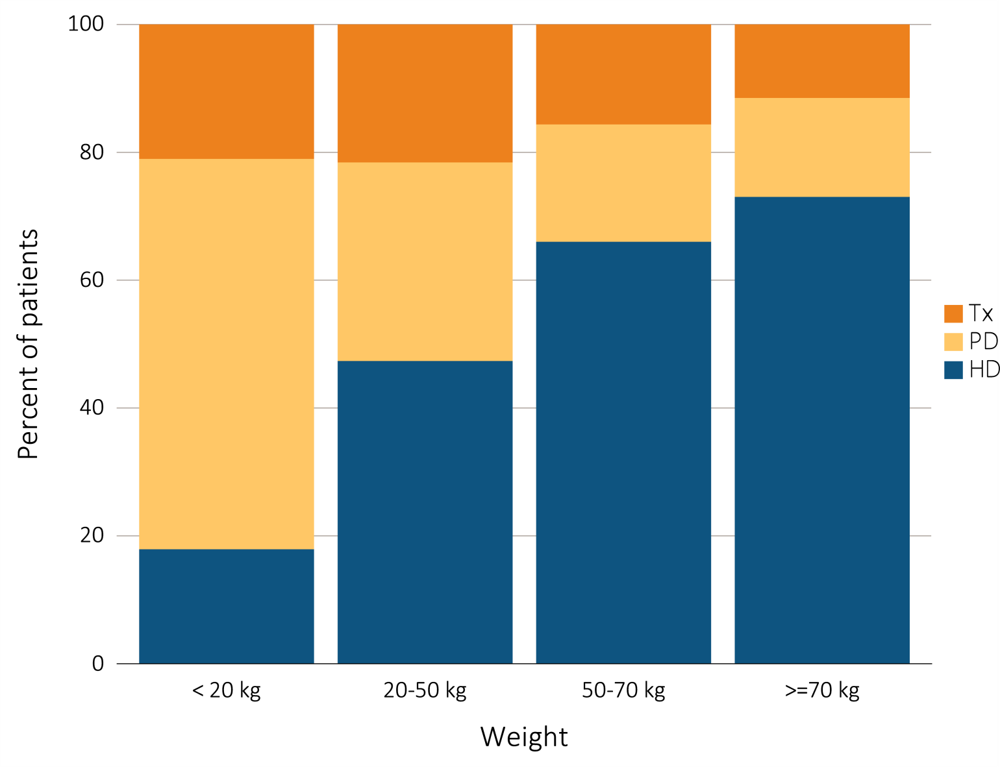 100
80
60
40
20
0
Percent of patients
< 20 kg
20-50 kg
50-70 kg
>=70 kg
Weight
Tx
PD
HD